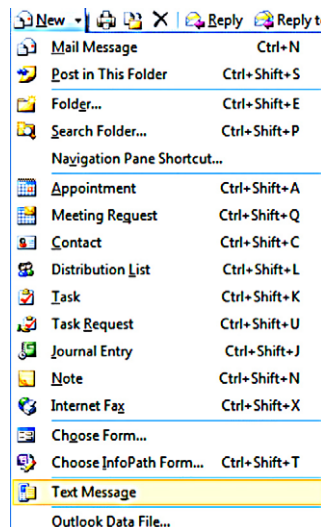 New Reply Reply t
Mail Message Ctrl+N
Post in This Folder Ctrl+Shift+S
Folder... Ctrl+Shift+E
Search Folder... Ctrl+Shift+P
Navigation Pane Shortcut...
Appointment Ctrl+Shift+A
Meeting Request Ctrl+Shift+Q
Contact Ctrl+Shift+C
Distribution List Ctrl+Shift+L
Task Ctrl+Shift+K
Task Request Ctrl+Shift+U
Journal Entry Ctrl+Shift+J
Note Ctrl+Shift+N
Internet Fax Ctrl+Shift+X
Choose Form...
Choose InfoPath Form... Ctrl+Shift+T
Text Message
Outlook Data File...